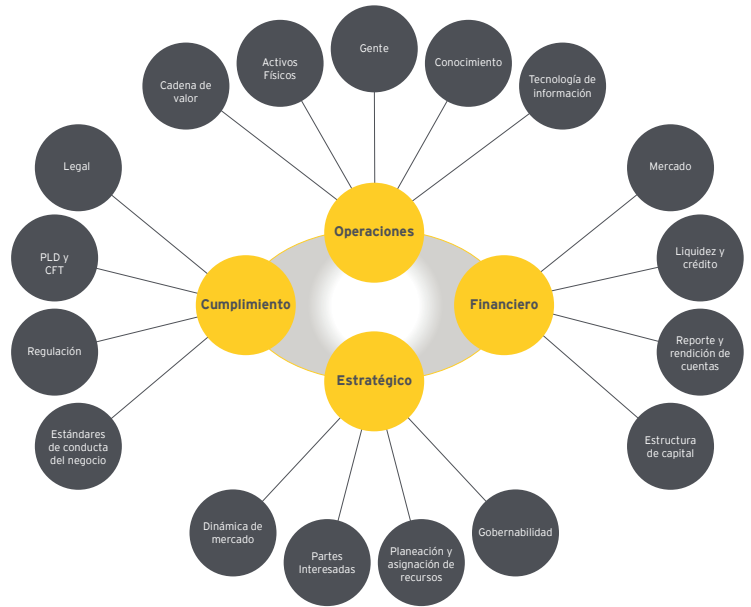 Gente
Activos
Físicos
Conocimiento
Cadena de
valor
Tecnología de
información
Legal
Mercado
Operaciones
PLD y
CFT
Liquidez y
crédito
Cumplimiento
Financiero
Regulación
Reporte y
rendición de
cuentas
Estratégico
Estándares
de conducta
del negocio
Estructura
de capital
Dinámica de
mercado
Gobernabilidad
Partes
Interesadas
Planeación y
asignación de
recursos